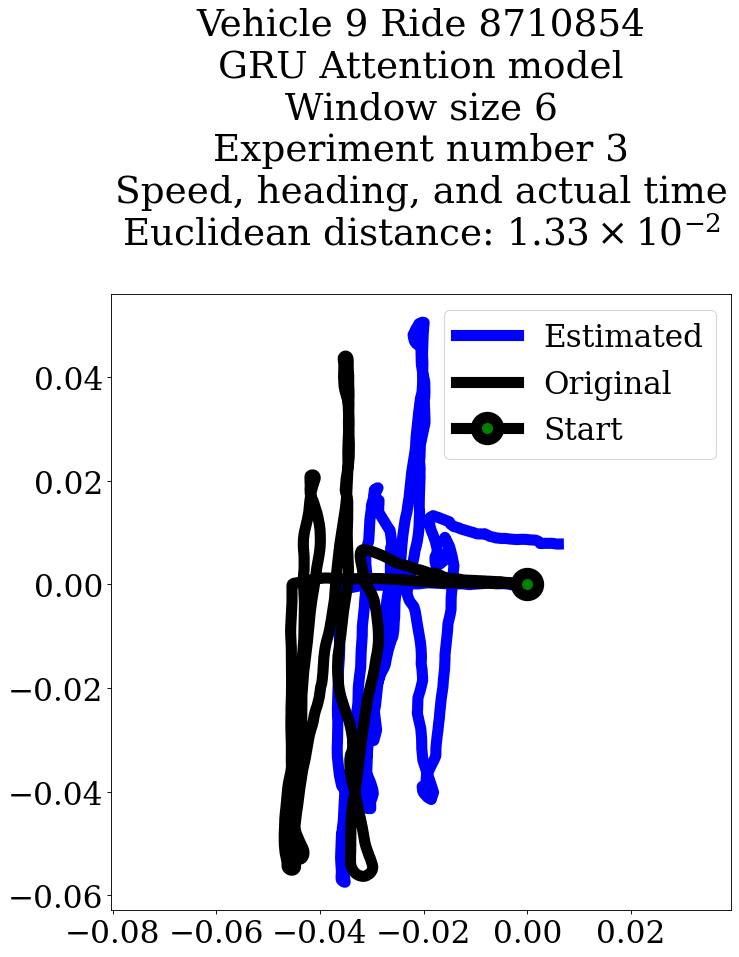 Vehicle 9 Ride 8710854
GRU Attention model
Window size 6
Experiment number 3
Speed, heading, and actual time
Euclidean distance: 1.33 × 10⁻²
Estimated
Original
Start
0.04
0.02
0.00
−0.02
−0.04
−0.06
−0.08 −0.06 −0.04 −0.02 0.00 0.02